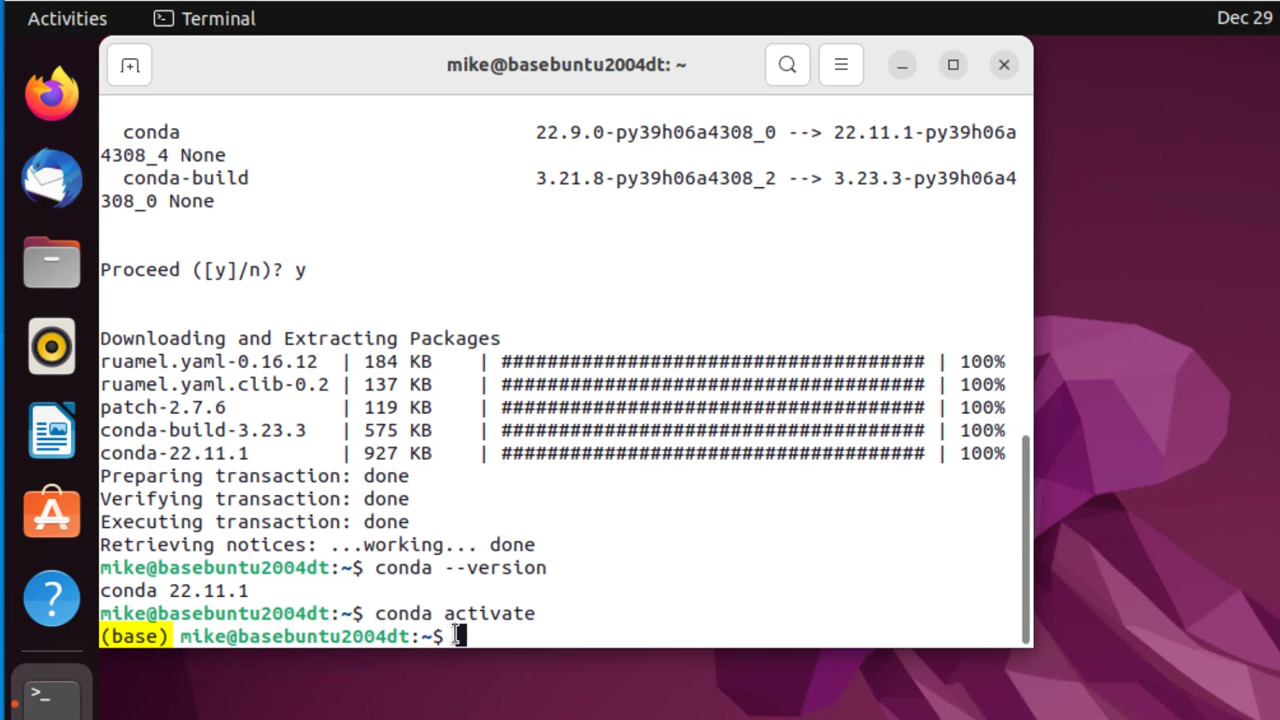 Activities Terminal Dec 29
mike@basebuntu2004dt: ~
conda 22.9.0-py39h06a4308_0 --> 22.11.1-py39h06a
4308_4 None
conda-build 3.21.8-py39h06a4308_2 --> 3.23.3-py39h06a4
308_0 None
Proceed ([y]/n)? y
Downloading and Extracting Packages
ruamel.yaml-0.16.12 | 184 KB | ##################################### | 100%
ruamel.yaml.clib-0.2 | 137 KB | ##################################### | 100%
patch-2.7.6 | 119 KB | ##################################### | 100%
conda-build-3.23.3 | 575 KB | ##################################### | 100%
conda-22.11.1 | 927 KB | ##################################### | 100%
Preparing transaction: done
Verifying transaction: done
Executing transaction: done
Retrieving notices: ...working... done
mike@basebuntu2004dt:~$ conda --version
conda 22.11.1
mike@basebuntu2004dt:~$ conda activate
(base) mike@basebuntu2004dt:~$